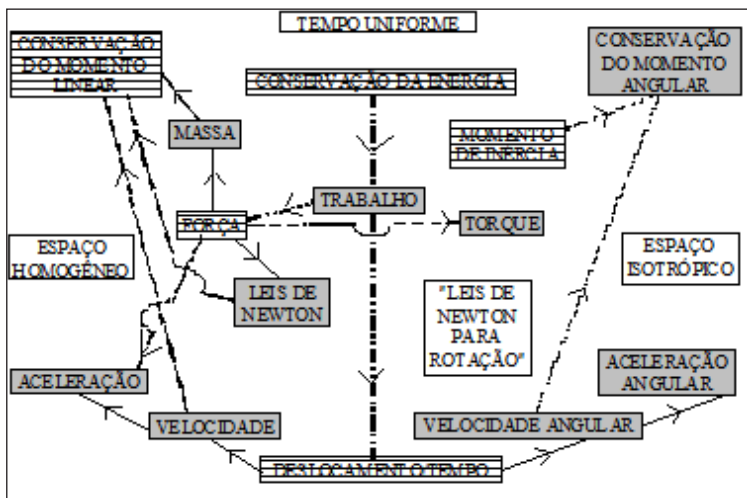 TEMPO UNIFORME
CONSERVAÇÃO
DO MOMENTO
LINEAR
CONSERVAÇÃO DA ENERGIA
CONSERVAÇÃO
DO MOMENTO
ANGULAR
MASSA
MOMENTO
DE INÉRCIA
TRABALHO
FORÇA
TORQUE
ESPAÇO
HOMOGÉNEO
ESPAÇO
ISOTRÓPICO
LEIS DE
NEWTON
"LEIS DE
NEWTON
PARA
ROTAÇÃO"
ACELERAÇÃO
ACELERAÇÃO
ANGULAR
VELOCIDADE
VELOCIDADE ANGULAR
DESLOCAMENTO/TEMPO